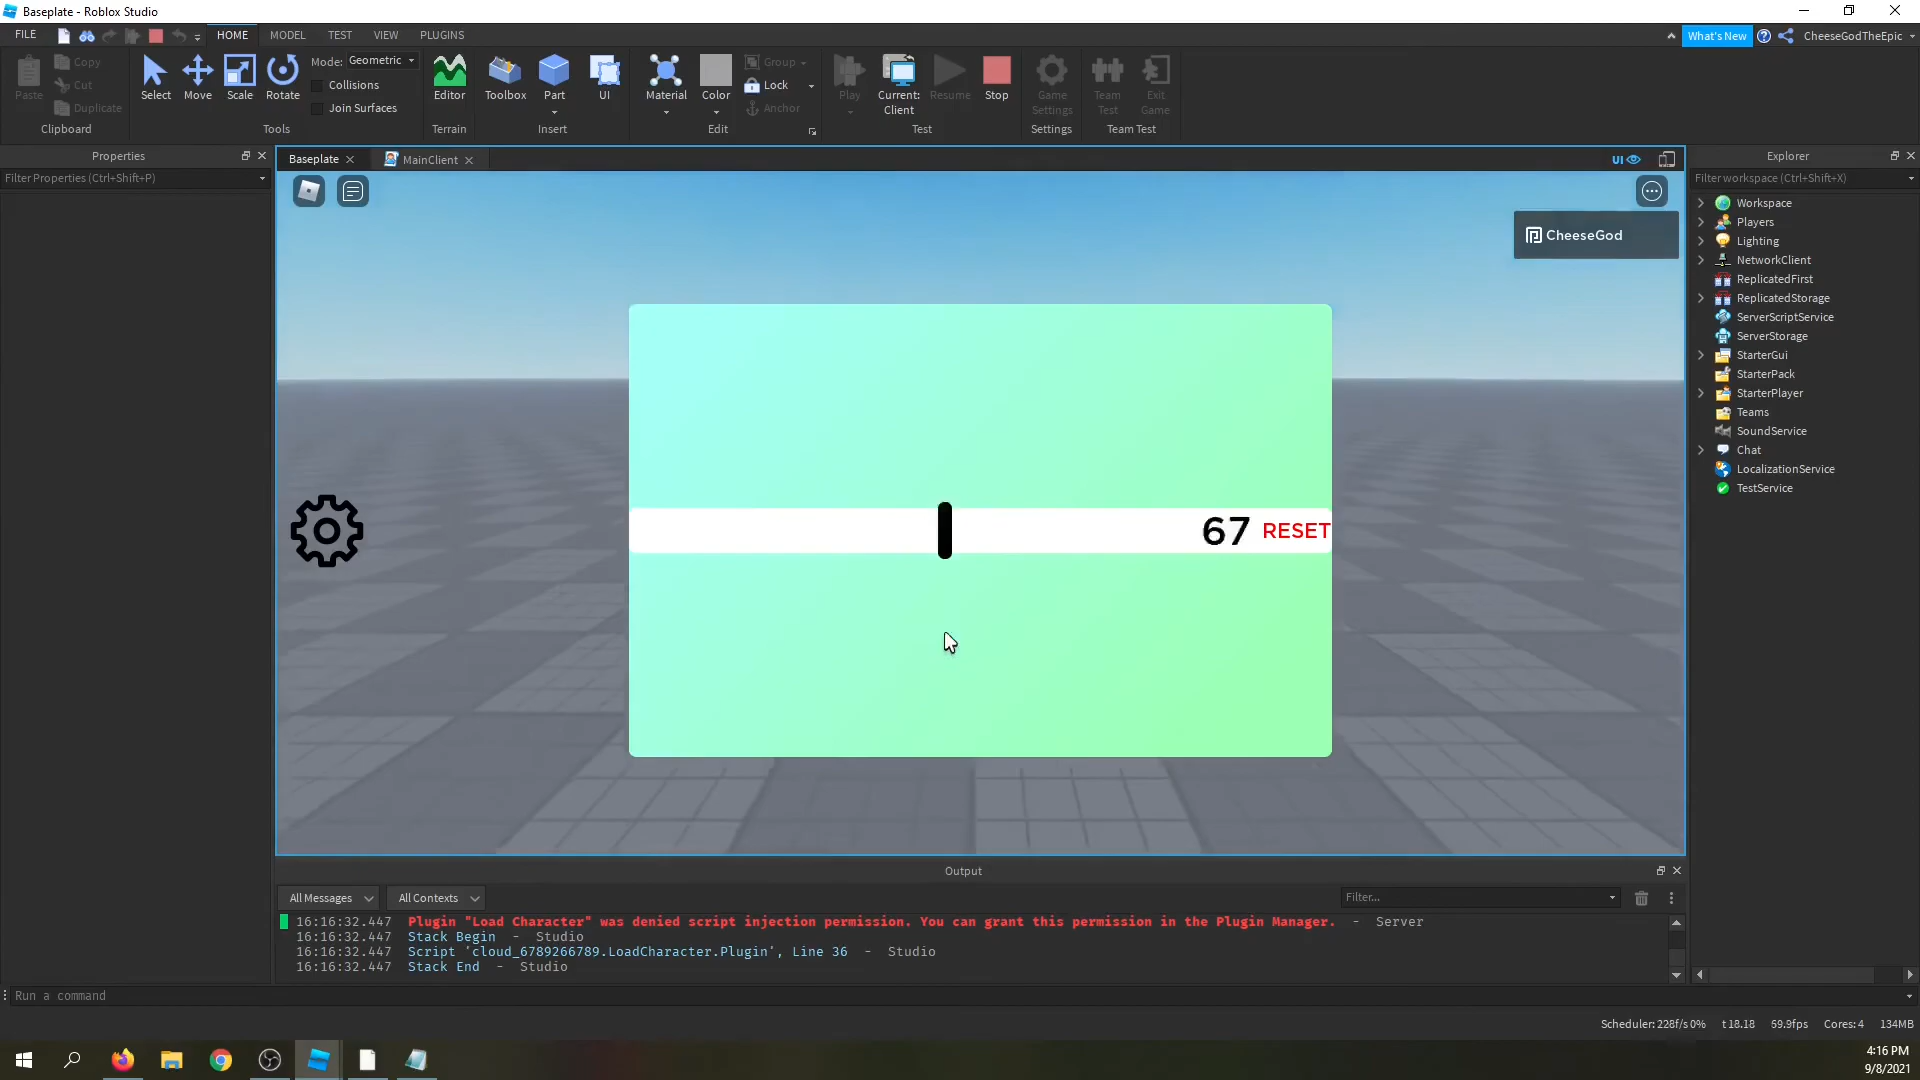 Baseplate - Roblox Studio
FILE HOME MODEL TEST VIEW PLUGINS What's New CheeseGodTheEpic
Paste Copy Cut Duplicate
Clipboard
Select Move Scale Rotate
Mode: Geometric
Collisions
Join Surfaces
Tools
Editor
Terrain
Toolbox Part UI
Insert
Material Color
Group
Lock
Anchor
Edit
Play Current: Client Resume Stop
Test
Game Settings
Settings
Team Test Exit Game
Team Test
Properties
Filter Properties (Ctrl+Shift+P)
Baseplate MainClient UI
CheeseGod
67 RESET
Explorer
Filter workspace (Ctrl+Shift+X)
Workspace
Players
Lighting
NetworkClient
ReplicatedFirst
ReplicatedStorage
ServerScriptService
ServerStorage
StarterGui
StarterPack
StarterPlayer
Teams
SoundService
Chat
LocalizationService
TestService
Output
All Messages All Contexts Filter...
16:16:32.447 Plugin "Load Character" was denied script injection permission. You can grant this permission in the Plugin Manager. - Server
16:16:32.447 Stack Begin - Studio
16:16:32.447 Script 'cloud_6789266789.LoadCharacter.Plugin', Line 36 - Studio
16:16:32.447 Stack End - Studio
Run a command
Scheduler: 228f/s 0% t 18.18 59.9fps Cores: 4 134MB
4:16 PM
9/8/2021